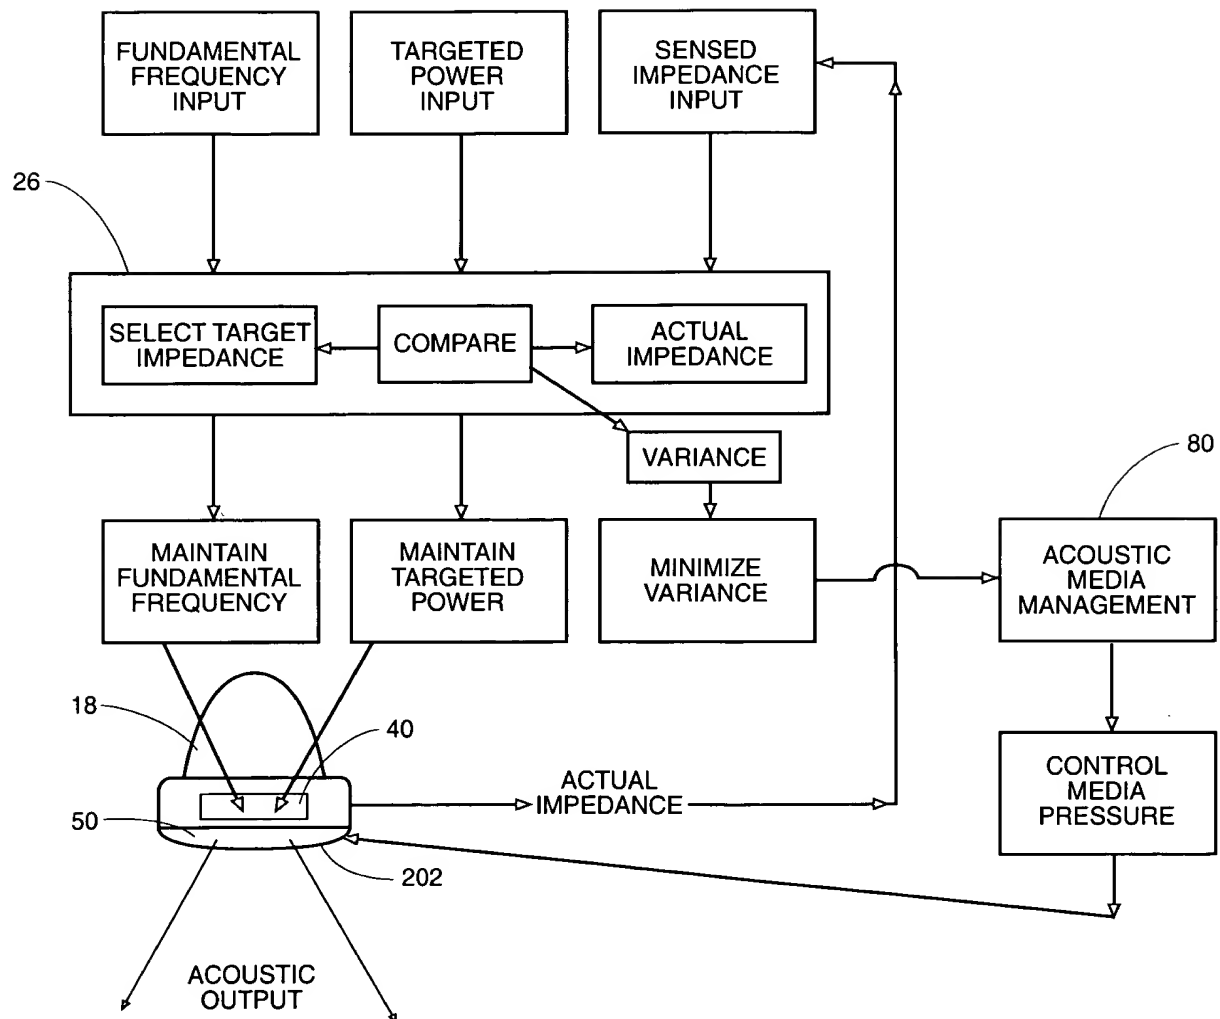 FUNDAMENTAL
FREQUENCY
INPUT
TARGETED
POWER
INPUT
SENSED
IMPEDANCE
INPUT
26
SELECT TARGET
IMPEDANCE
COMPARE
ACTUAL
IMPEDANCE
VARIANCE
80
MAINTAIN
FUNDAMENTAL
FREQUENCY
MAINTAIN
TARGETED
POWER
MINIMIZE
VARIANCE
ACOUSTIC
MEDIA
MANAGEMENT
18
40
ACTUAL
IMPEDANCE
CONTROL
MEDIA
PRESSURE
50
202
ACOUSTIC
OUTPUT